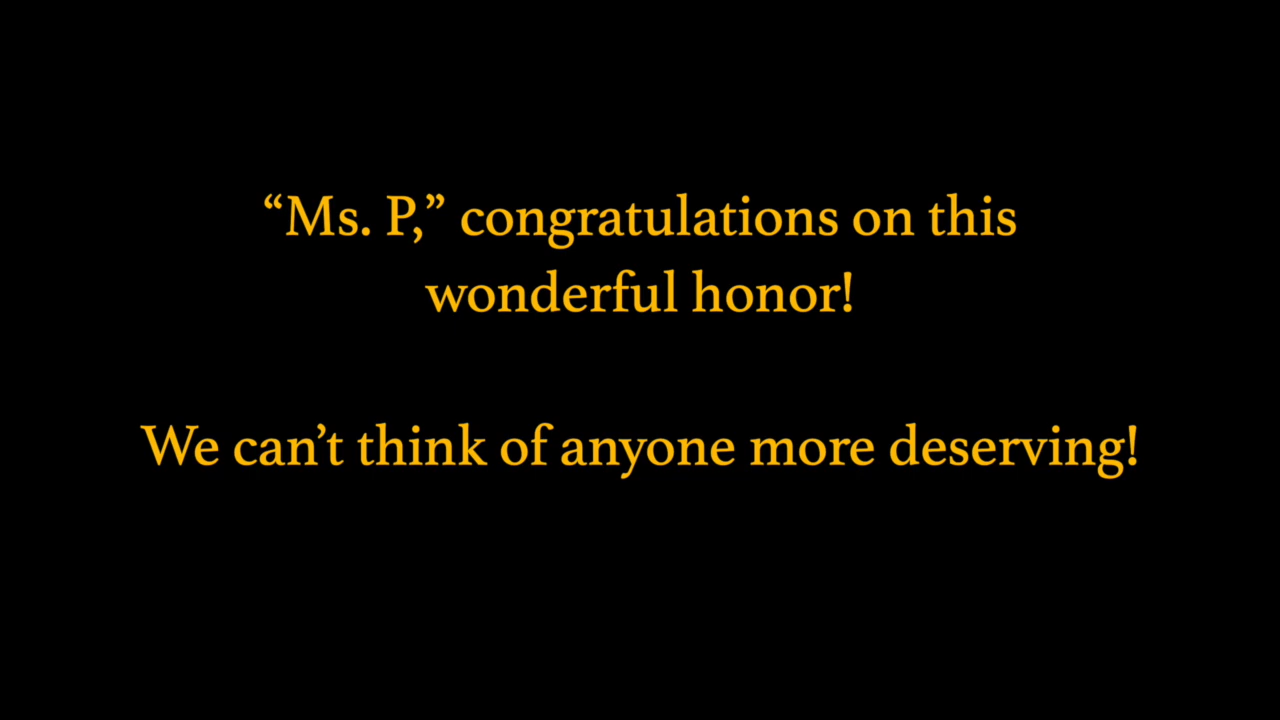 “Ms. P,” congratulations on this
wonderful honor!
We can’t think of anyone more deserving!